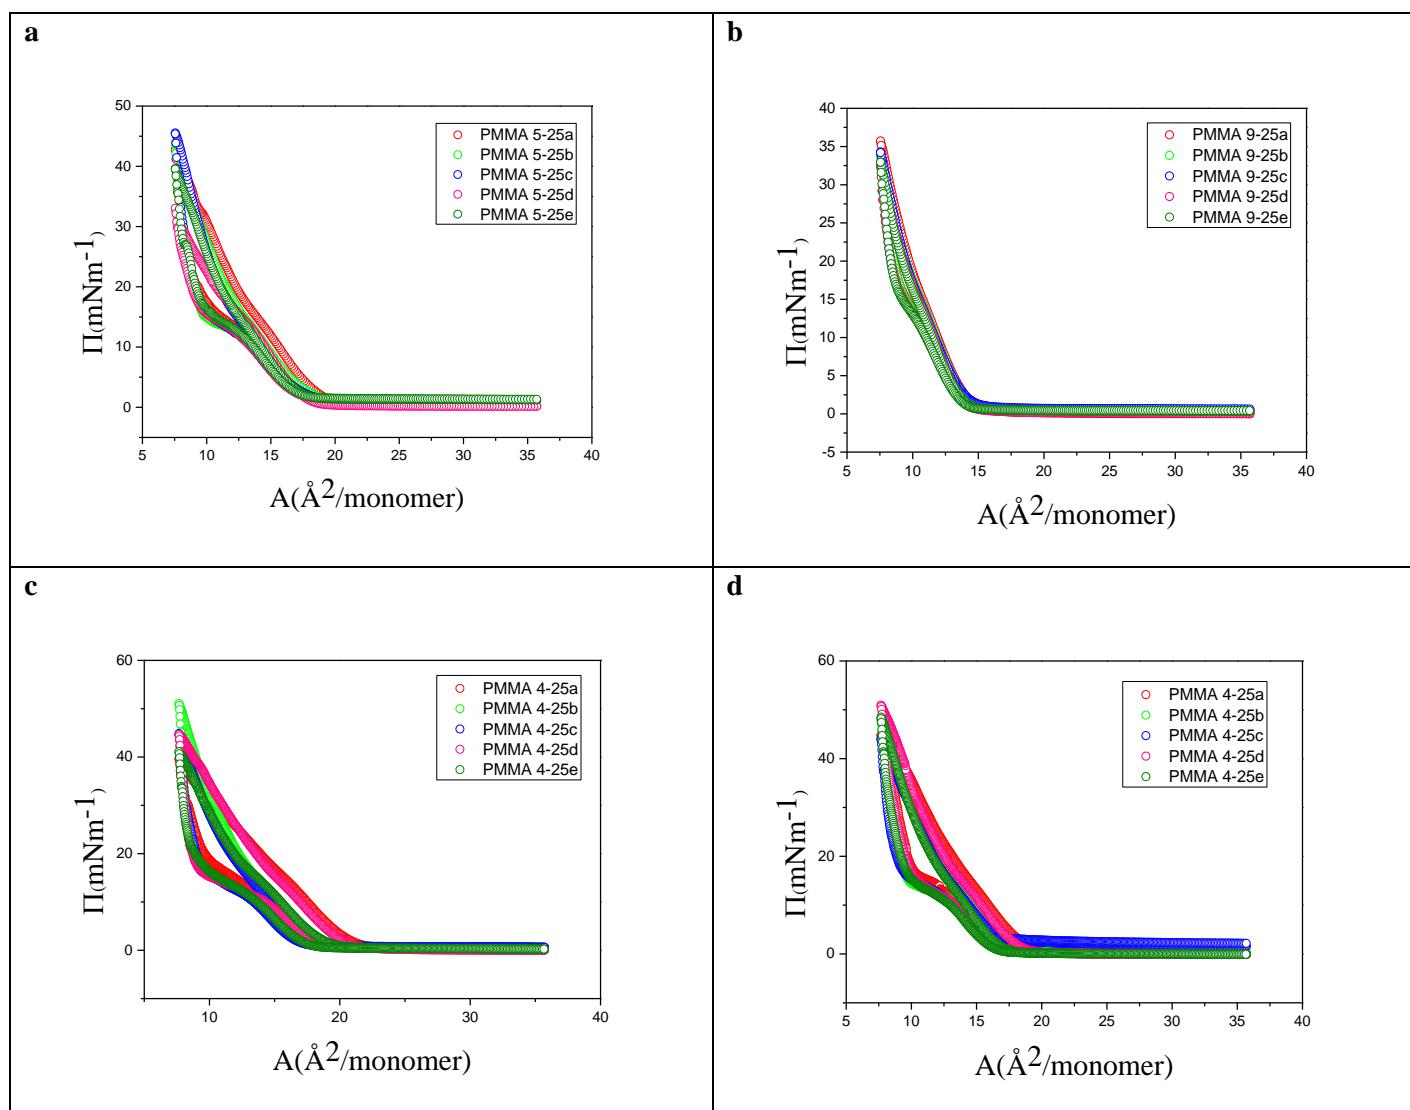 a
50
40
30
20
10
0
5
10
15
20
25
30
35
40
Π(mNm-1)
A(Å2/monomer)
PMMA 5-25a
PMMA 5-25b
PMMA 5-25c
PMMA 5-25d
PMMA 5-25e
b
40
35
30
25
20
15
10
5
0
-5
5
10
15
20
25
30
35
40
Π(mNm-1)
A(Å2/monomer)
PMMA 9-25a
PMMA 9-25b
PMMA 9-25c
PMMA 9-25d
PMMA 9-25e
c
60
40
20
0
10
20
30
40
Π(mNm-1)
A(Å2/monomer)
PMMA 4-25a
PMMA 4-25b
PMMA 4-25c
PMMA 4-25d
PMMA 4-25e
d
60
40
20
0
5
10
15
20
25
30
35
40
Π(mNm-1)
A(Å2/monomer)
PMMA 4-25a
PMMA 4-25b
PMMA 4-25c
PMMA 4-25d
PMMA 4-25e